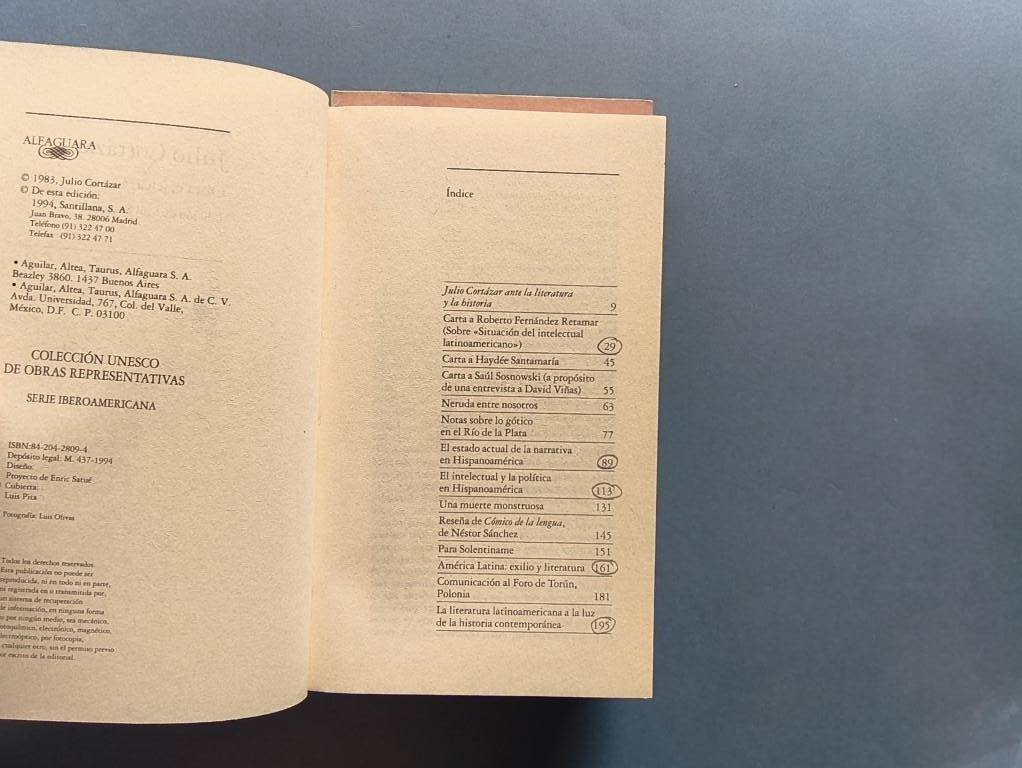 ALFAGUARA
© 1983, Julio Cortázar
© De esta edición:
1994, Santillana, S. A.
Juan Bravo, 38. 28006 Madrid
Teléfono (91) 322 47 00
Telefax (91) 322 47 71
• Aguilar, Altea, Taurus, Alfaguara S. A.
Beazley 3860. 1437 Buenos Aires
• Aguilar, Altea, Taurus, Alfaguara S. A. de C. V.
Avda. Universidad, 767, Col. del Valle,
México, D.F. C. P. 03100
COLECCIÓN UNESCO
DE OBRAS REPRESENTATIVAS
SERIE IBEROAMERICANA
ISBN:84-204-2809-4
Depósito legal: M. 437-1994
Diseño:
Proyecto de Enric Satué
Cubierta:
Luis Pita
Fotografía: Luis Olivas
Todos los derechos reservados.
Esta publicación no puede ser
reproducida, ni en todo ni en parte,
ni registrada en o transmitida por,
un sistema de recuperación
de información, en ninguna forma
ni por ningún medio, sea mecánico,
fotoquímico, electrónico, magnético,
electroóptico, por fotocopia,
o cualquier otro, sin el permiso previo
por escrito de la editorial.
Índice
Julio Cortázar ante la literatura
y la historia 9
Carta a Roberto Fernández Retamar
(Sobre «Situación del intelectual
latinoamericano») 29
Carta a Haydée Santamaría 45
Carta a Saúl Sosnowski (a propósito
de una entrevista a David Viñas) 55
Neruda entre nosotros 63
Notas sobre lo gótico
en el Río de la Plata 77
El estado actual de la narrativa
en Hispanoamérica 89
El intelectual y la política
en Hispanoamérica 113
Una muerte monstruosa 131
Reseña de Cómico de la lengua,
de Néstor Sánchez 145
Para Solentiname 151
América Latina: exilio y literatura 161
Comunicación al Foro de Torún,
Polonia 181
La literatura latinoamericana a la luz
de la historia contemporánea 195